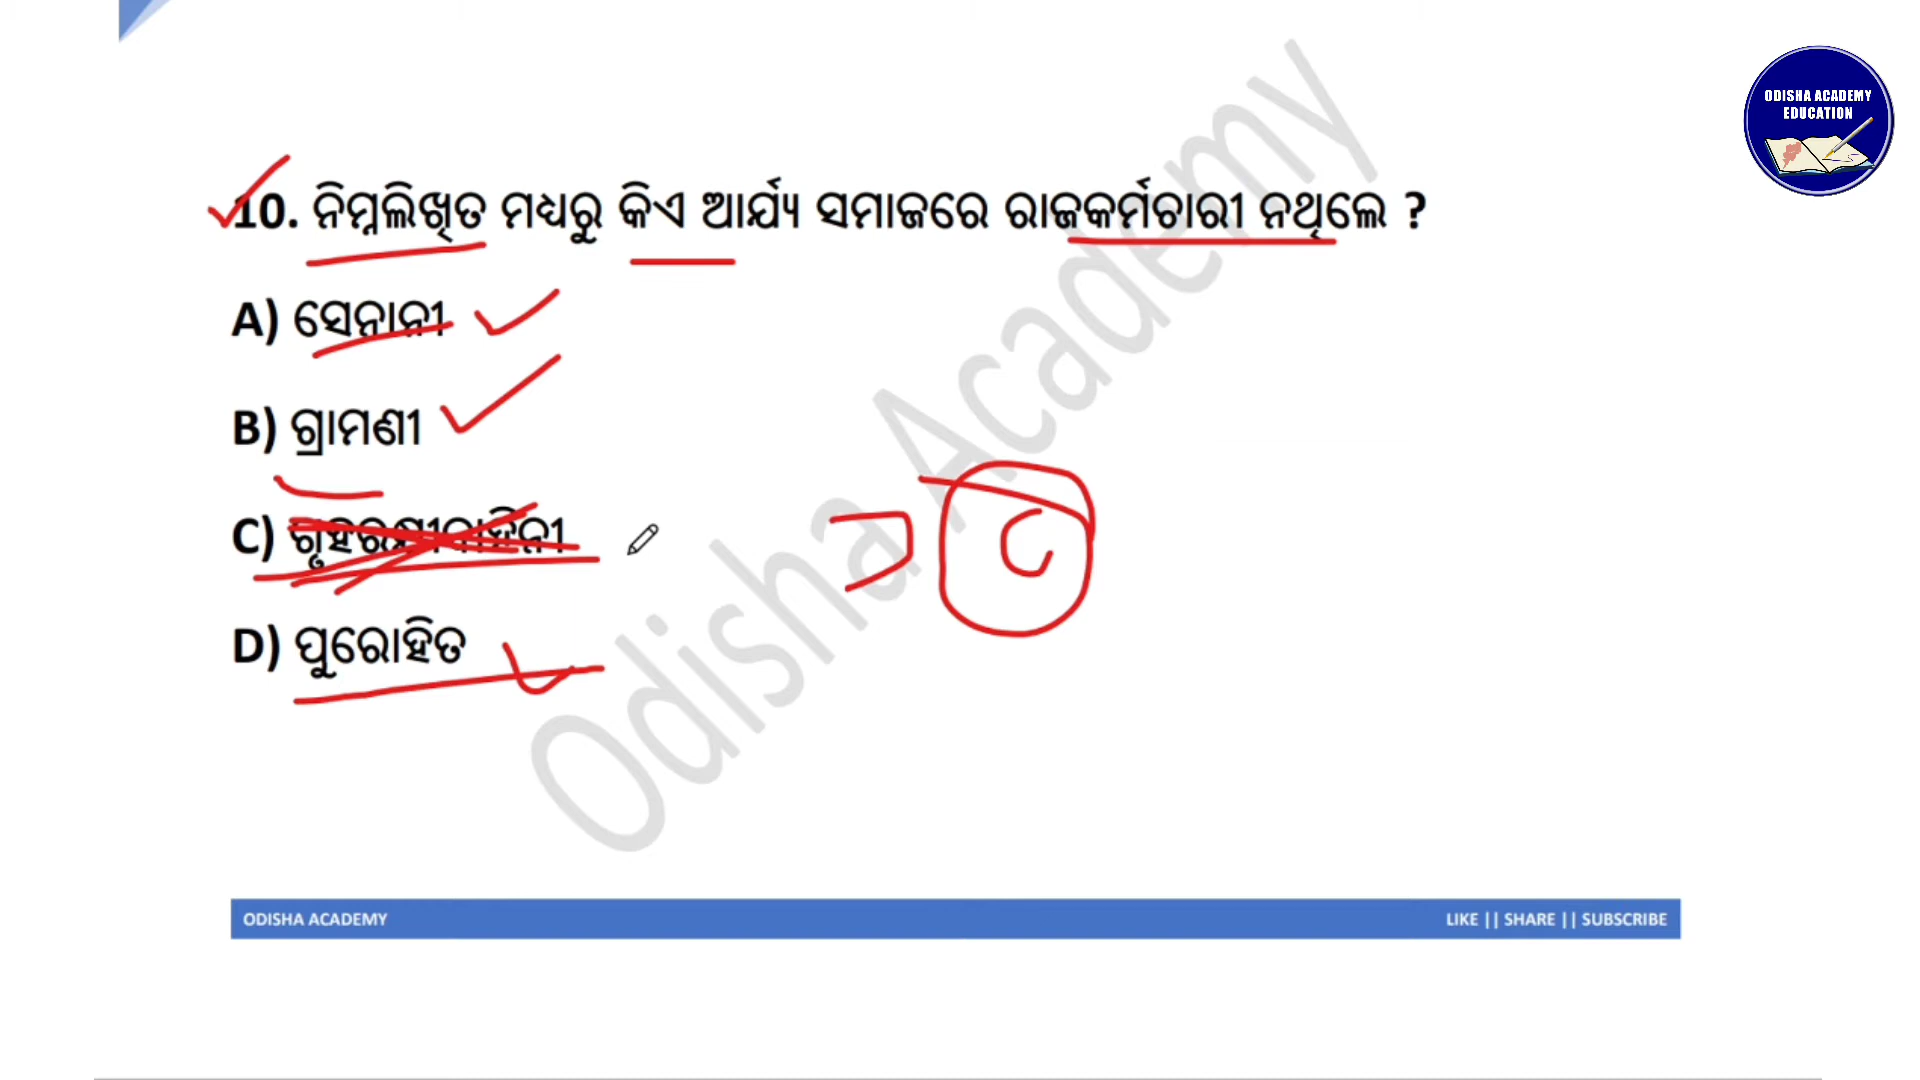 ODISHA ACADEMY
EDUCATION
10. ନିମ୍ନଲିଖିତ ମଧ୍ୟରୁ କିଏ ଆର୍ଯ୍ୟ ସମାଜରେ ରାଜକର୍ମଚାରୀ ନଥିଲେ ?
A) ସେନାନୀ
B) ଗ୍ରାମଣୀ
C) ଗୃହରକ୍ଷୀବାହିନୀ
D) ପୁରୋହିତ
C
Odisha Academy
ODISHA ACADEMY
LIKE || SHARE || SUBSCRIBE